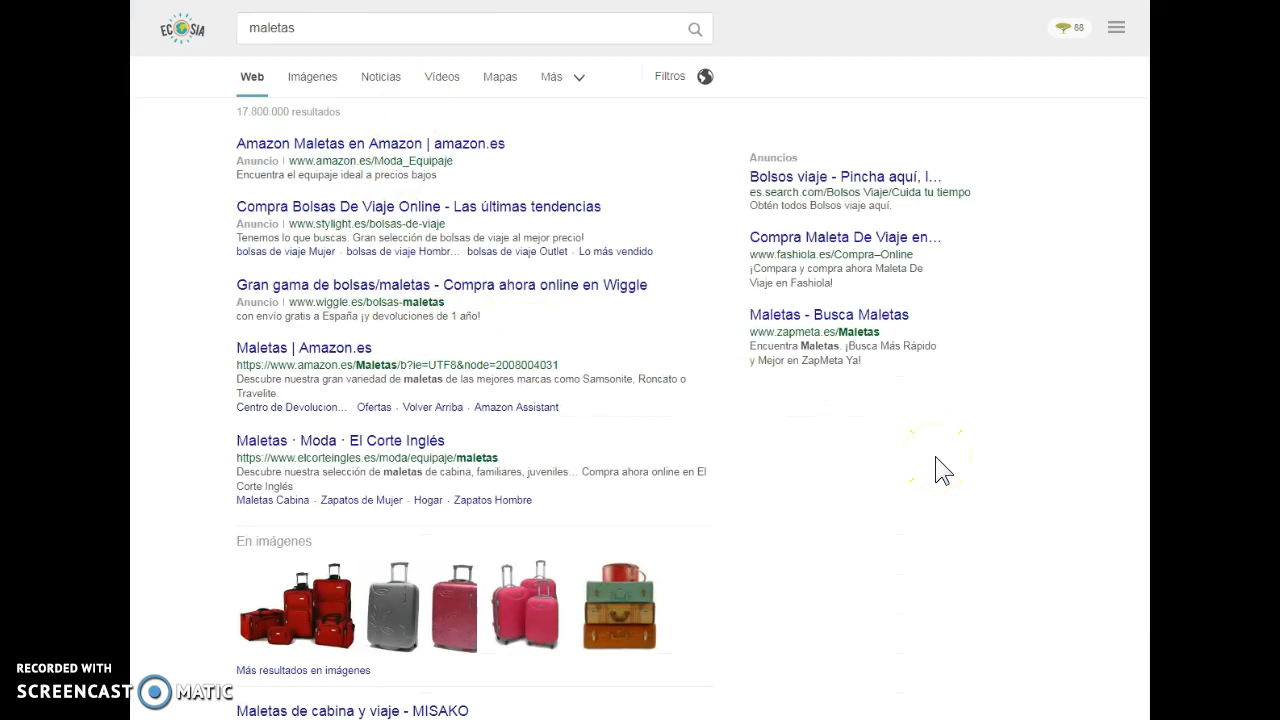 ECOSIA
maletas
88
Web
Imágenes
Noticias
Vídeos
Mapas
Más
Filtros
17.800.000 resultados
Amazon Maletas en Amazon | amazon.es
Anuncio | www.amazon.es/Moda_Equipaje
Encuentra el equipaje ideal a precios bajos
Compra Bolsas De Viaje Online - Las últimas tendencias
Anuncio | www.stylight.es/bolsas-de-viaje
Tenemos lo que buscas. Gran selección de bolsas de viaje al mejor precio!
bolsas de viaje Mujer · bolsas de viaje Hombr... bolsas de viaje Outlet · Lo más vendido
Gran gama de bolsas/maletas - Compra ahora online en Wiggle
Anuncio | www.wiggle.es/bolsas-maletas
con envío gratis a España ¡y devoluciones de 1 año!
Maletas | Amazon.es
https://www.amazon.es/Maletas/b?ie=UTF8&node=2008004031
Descubre nuestra gran variedad de maletas de las mejores marcas como Samsonite, Roncato o
Travelite.
Centro de Devolucion... Ofertas · Volver Arriba · Amazon Assistant
Maletas · Moda · El Corte Inglés
https://www.elcorteingles.es/moda/equipaje/maletas
Descubre nuestra selección de maletas de cabina, familiares, juveniles... Compra ahora online en El
Corte Inglés
Maletas Cabina · Zapatos de Mujer · Hogar · Zapatos Hombre
En imágenes
Más resultados en imágenes
Maletas de cabina y viaje - MISAKO
Anuncios
Bolsos viaje - Pincha aquí, l...
es.search.com/Bolsos Viaje/Cuida tu tiempo
Obtén todos Bolsos viaje aquí.
Compra Maleta De Viaje en...
www.fashiola.es/Compra–Online
¡Compara y compra ahora Maleta De
Viaje en Fashiola!
Maletas - Busca Maletas
www.zapmeta.es/Maletas
Encuentra Maletas. ¡Busca Más Rápido
y Mejor en ZapMeta Ya!
RECORDED WITH
SCREENCAST MATIC